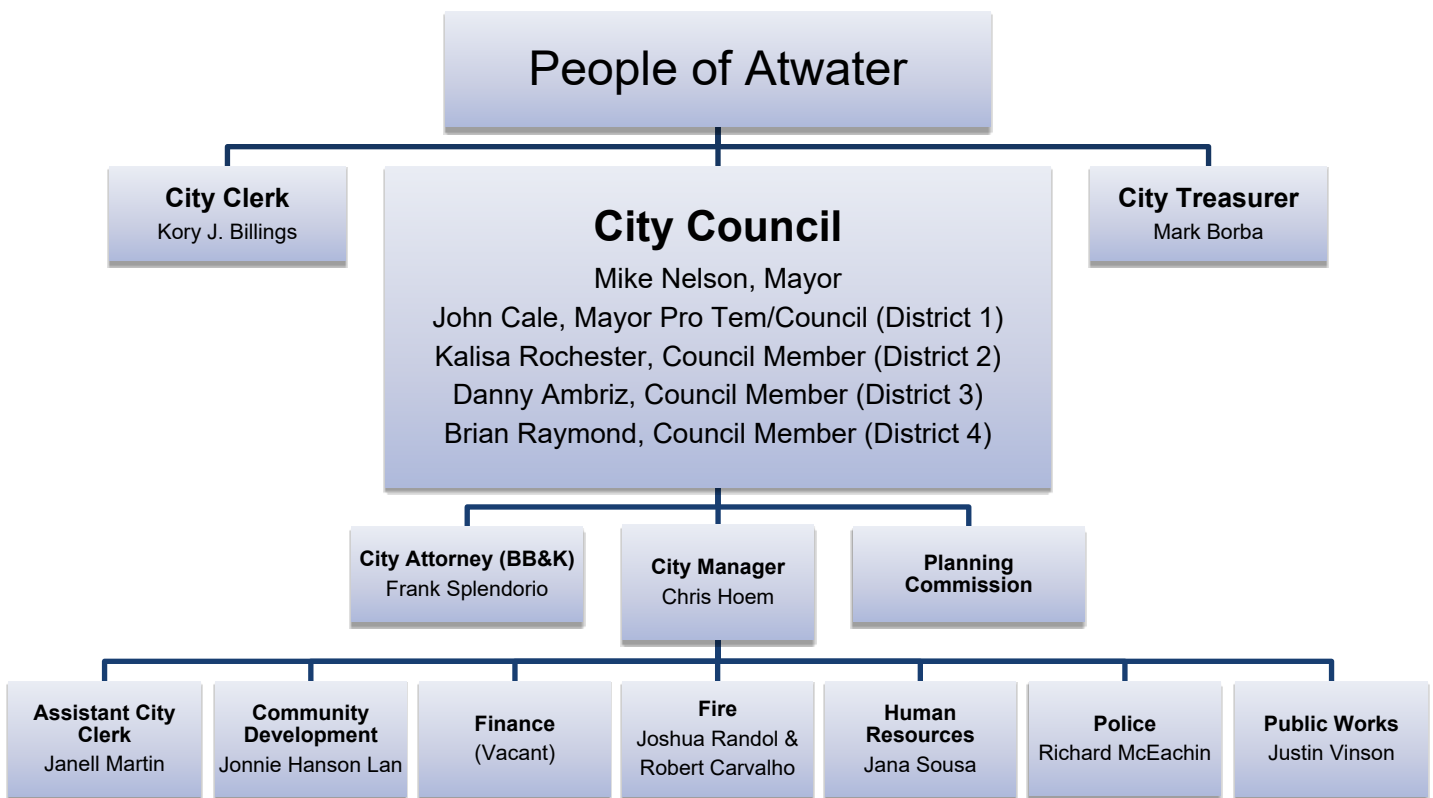 People of Atwater
City Clerk
Kory J. Billings
City Council
Mike Nelson, Mayor
John Cale, Mayor Pro Tem/Council (District 1)
Kalisa Rochester, Council Member (District 2)
Danny Ambriz, Council Member (District 3)
Brian Raymond, Council Member (District 4)
City Treasurer
Mark Borba
City Attorney (BB&K)
Frank Splendorio
City Manager
Chris Hoem
Planning
Commission
Assistant City
Clerk
Janell Martin
Community
Development
Jonnie Hanson Lan
Finance
(Vacant)
Fire
Joshua Randol &
Robert Carvalho
Human
Resources
Jana Sousa
Police
Richard McEachin
Public Works
Justin Vinson